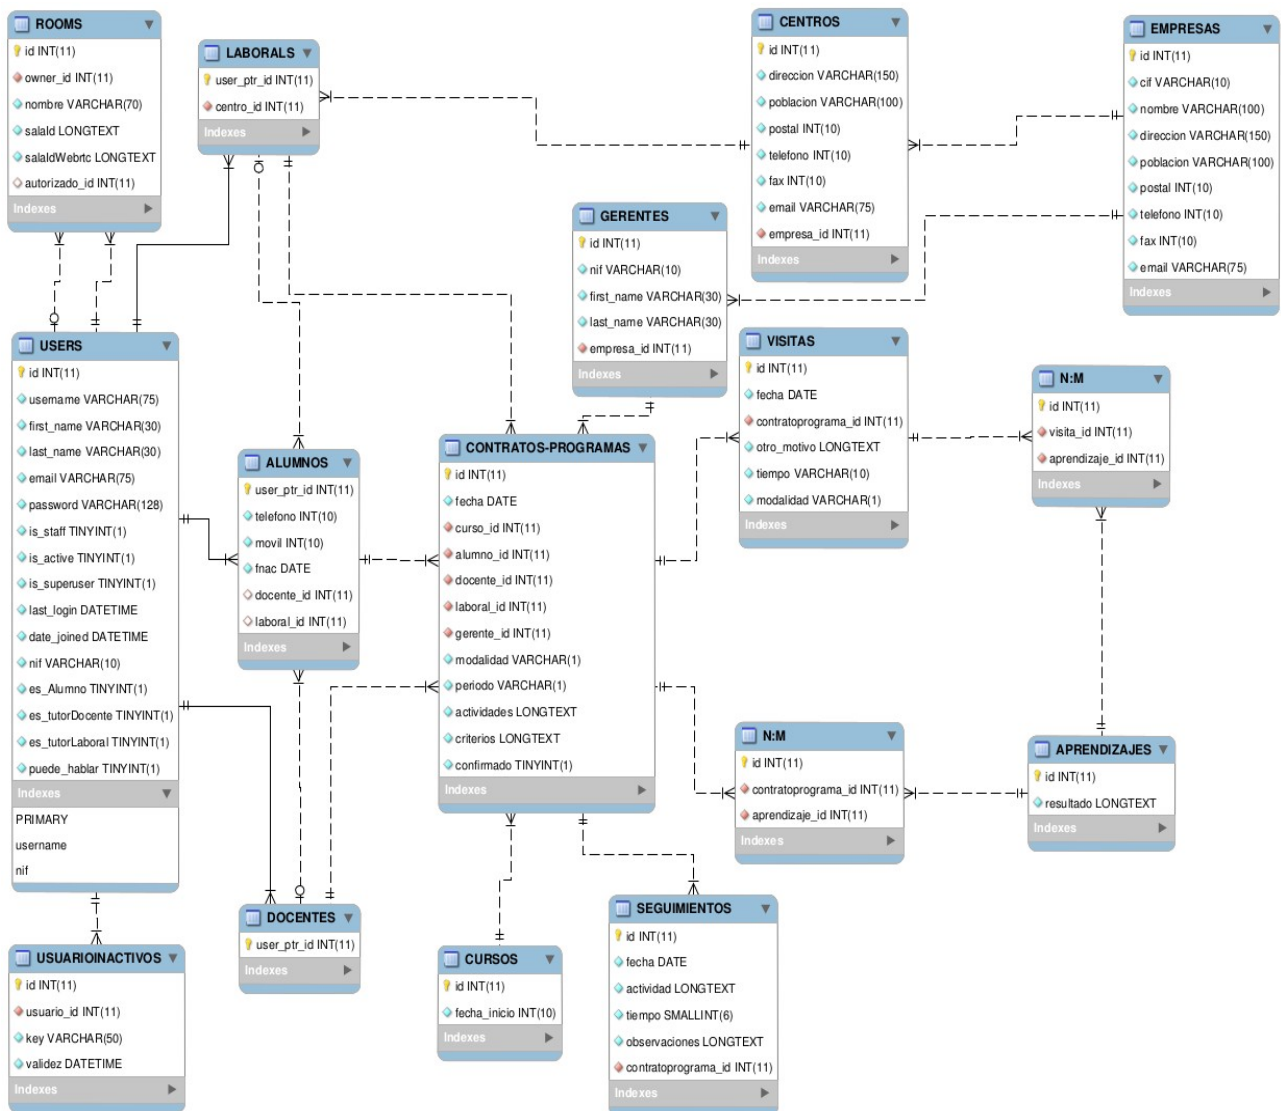 ROOMS
id INT(11)
owner_id INT(11)
nombre VARCHAR(70)
salaId LONGTEXT
salaIdWebrtc LONGTEXT
autorizado_id INT(11)
Indexes
LABORALS
user_ptr_id INT(11)
centro_id INT(11)
Indexes
CENTROS
id INT(11)
direccion VARCHAR(150)
poblacion VARCHAR(100)
postal INT(10)
telefono INT(10)
fax INT(10)
email VARCHAR(75)
empresa_id INT(11)
Indexes
EMPRESAS
id INT(11)
cif VARCHAR(10)
nombre VARCHAR(100)
direccion VARCHAR(150)
poblacion VARCHAR(100)
postal INT(10)
telefono INT(10)
fax INT(10)
email VARCHAR(75)
Indexes
GERENTES
id INT(11)
nif VARCHAR(10)
first_name VARCHAR(30)
last_name VARCHAR(30)
empresa_id INT(11)
Indexes
USERS
id INT(11)
username VARCHAR(75)
first_name VARCHAR(30)
last_name VARCHAR(30)
email VARCHAR(75)
password VARCHAR(128)
is_staff TINYINT(1)
is_active TINYINT(1)
is_superuser TINYINT(1)
last_login DATETIME
date_joined DATETIME
nif VARCHAR(10)
es_Alumno TINYINT(1)
es_tutorDocente TINYINT(1)
es_tutorLaboral TINYINT(1)
puede_hablar TINYINT(1)
Indexes
PRIMARY
username
nif
ALUMNOS
user_ptr_id INT(11)
telefono INT(10)
movil INT(10)
fnac DATE
docente_id INT(11)
laboral_id INT(11)
Indexes
CONTRATOS-PROGRAMAS
id INT(11)
fecha DATE
curso_id INT(11)
alumno_id INT(11)
docente_id INT(11)
laboral_id INT(11)
gerente_id INT(11)
modalidad VARCHAR(1)
periodo VARCHAR(1)
actividades LONGTEXT
criterios LONGTEXT
confirmado TINYINT(1)
Indexes
VISITAS
id INT(11)
fecha DATE
contratoprograma_id INT(11)
otro_motivo LONGTEXT
tiempo VARCHAR(10)
modalidad VARCHAR(1)
Indexes
N:M
id INT(11)
visita_id INT(11)
aprendizaje_id INT(11)
Indexes
N:M
id INT(11)
contratoprograma_id INT(11)
aprendizaje_id INT(11)
Indexes
APRENDIZAJES
id INT(11)
resultado LONGTEXT
Indexes
USUARIOINACTIVOS
id INT(11)
usuario_id INT(11)
key VARCHAR(50)
validez DATETIME
Indexes
DOCENTES
user_ptr_id INT(11)
Indexes
CURSOS
id INT(11)
fecha_inicio INT(10)
Indexes
SEGUIMIENTOS
id INT(11)
fecha DATE
actividad LONGTEXT
tiempo SMALLINT(6)
observaciones LONGTEXT
contratoprograma_id INT(11)
Indexes